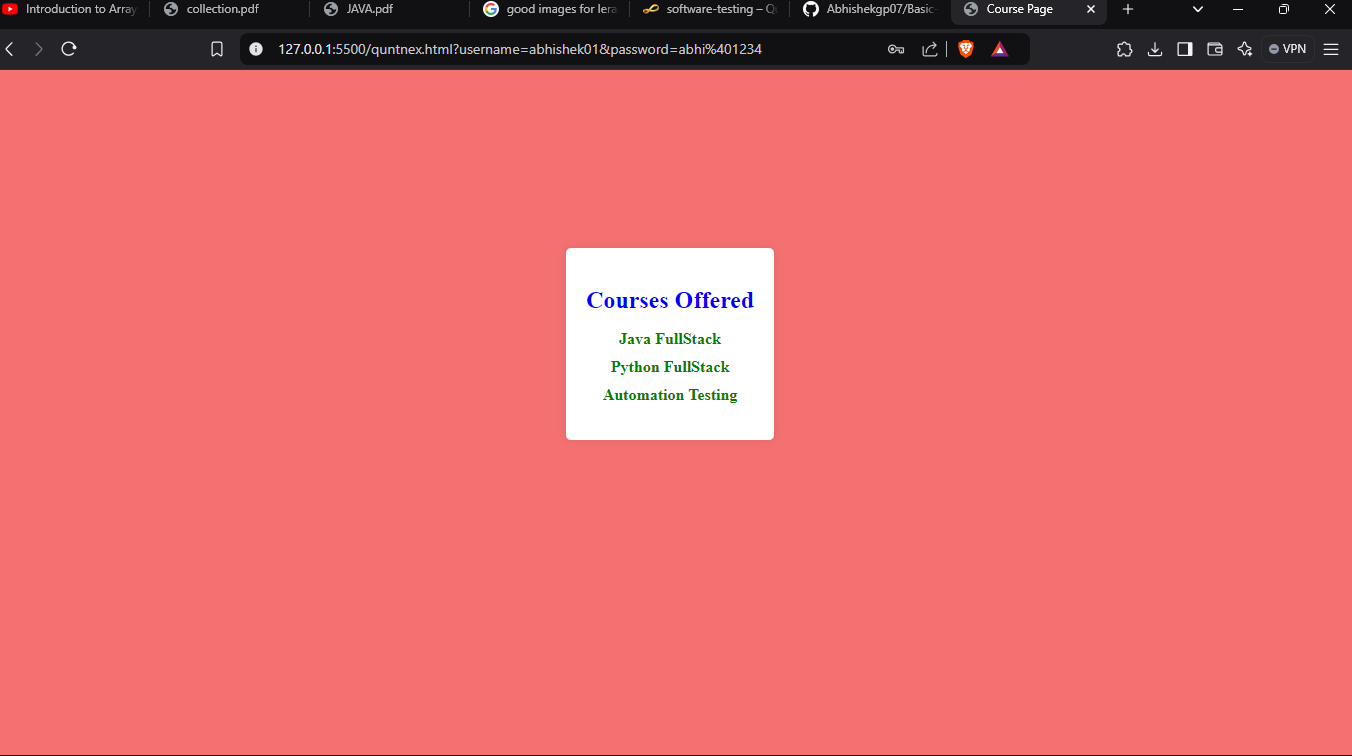 Introduction to Array
collection.pdf
JAVA.pdf
good images for lera
software-testing – Q
Abhishekgp07/Basic-
Course Page
127.0.0.1:5500/quntnex.html?username=abhishek01&password=abhi%401234
VPN
Courses Offered
Java FullStack
Python FullStack
Automation Testing